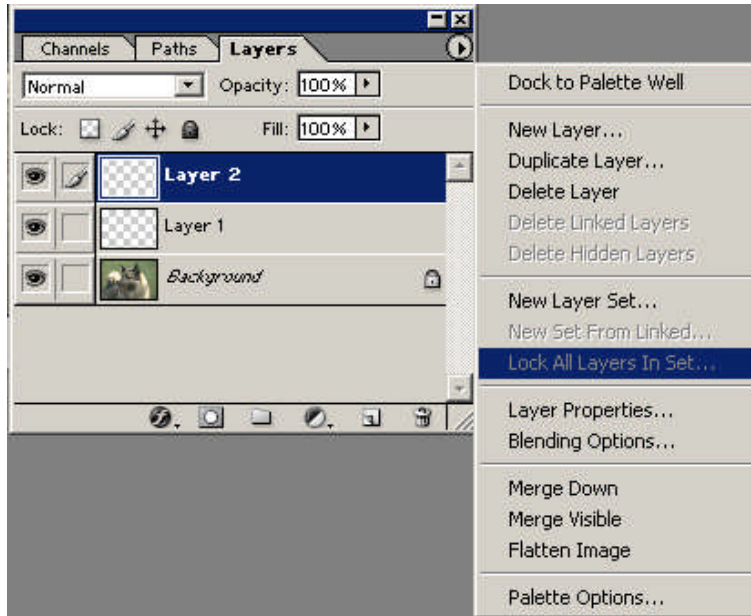 Channels Paths Layers
Normal Opacity: 100%
Lock: Fill: 100%
Layer 2
Layer 1
Background
Dock to Palette Well
New Layer...
Duplicate Layer...
Delete Layer
Delete Linked Layers
Delete Hidden Layers
New Layer Set...
New Set From Linked...
Lock All Layers In Set...
Layer Properties...
Blending Options...
Merge Down
Merge Visible
Flatten Image
Palette Options...